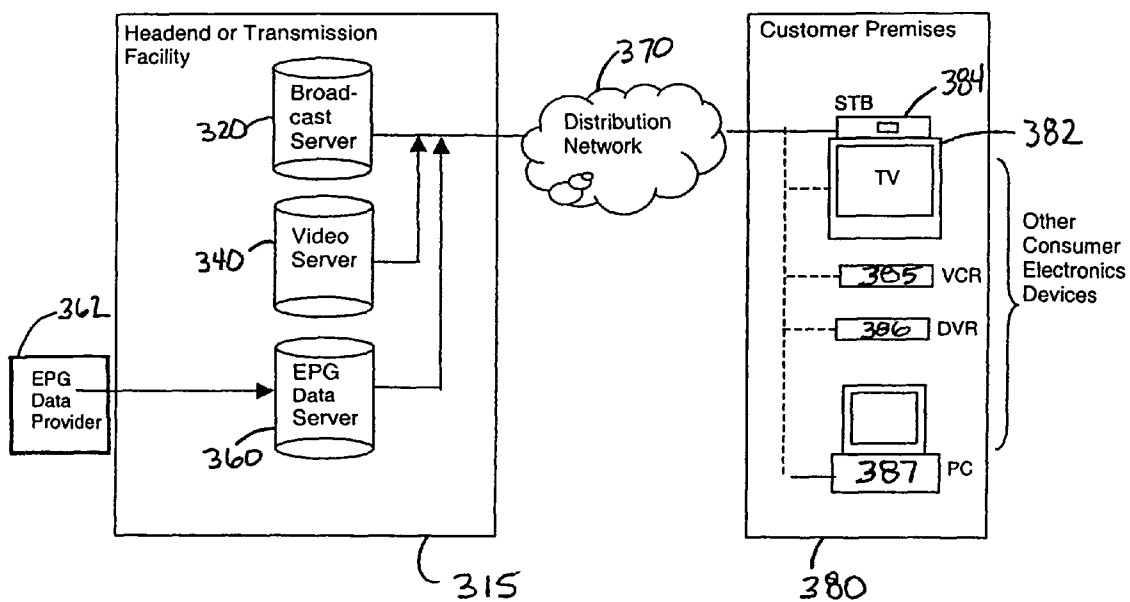 Headend or Transmission
Facility
Broad-
cast
Server
320
Video
Server
340
362
EPG
Data
Provider
EPG
Data
Server
360
315
370
Distribution
Network
Customer Premises
STB
384
382
TV
385
VCR
386
DVR
387
PC
Other
Consumer
Electronics
Devices
380